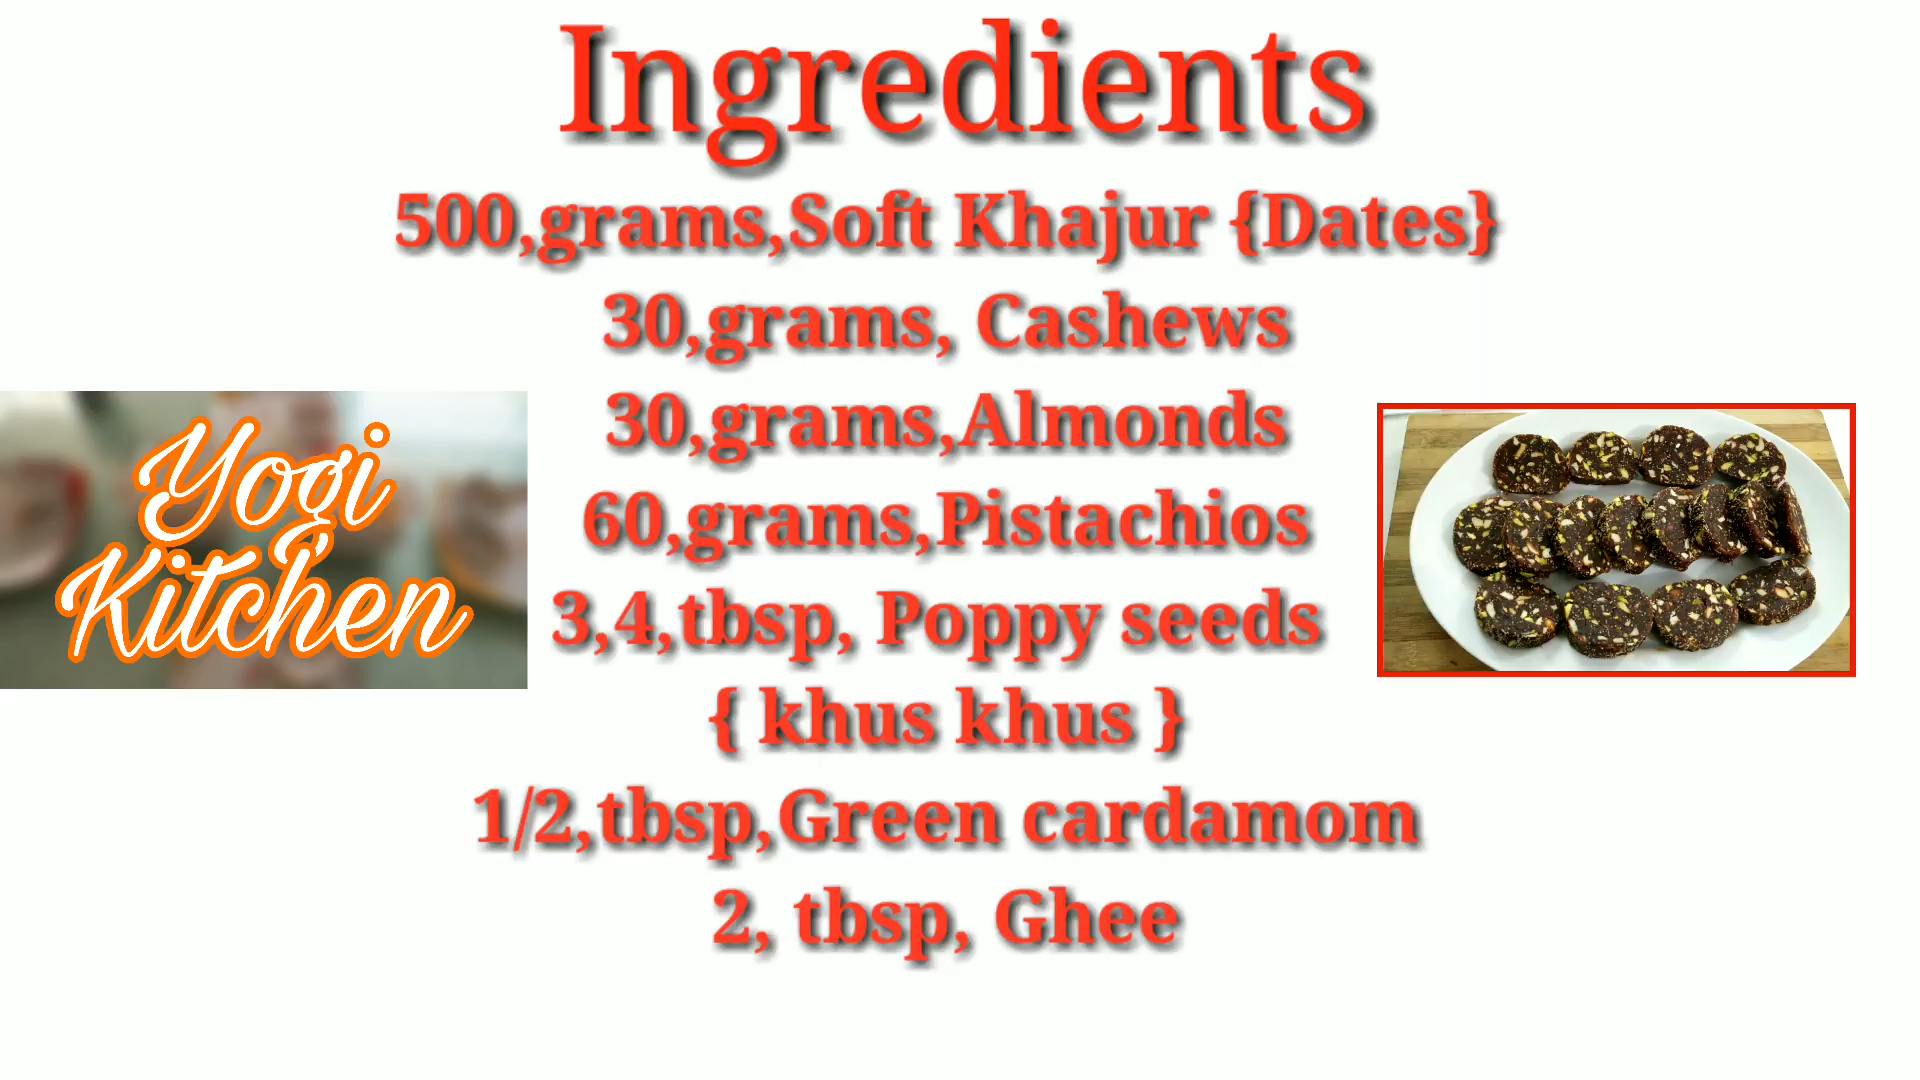 Ingredients
500,grams,Soft Khajur {Dates}
30,grams, Cashews
30,grams,Almonds
60,grams,Pistachios
3,4,tbsp, Poppy seeds
{ khus khus }
1/2,tbsp,Green cardamom
2, tbsp, Ghee
Yogi
Kitchen